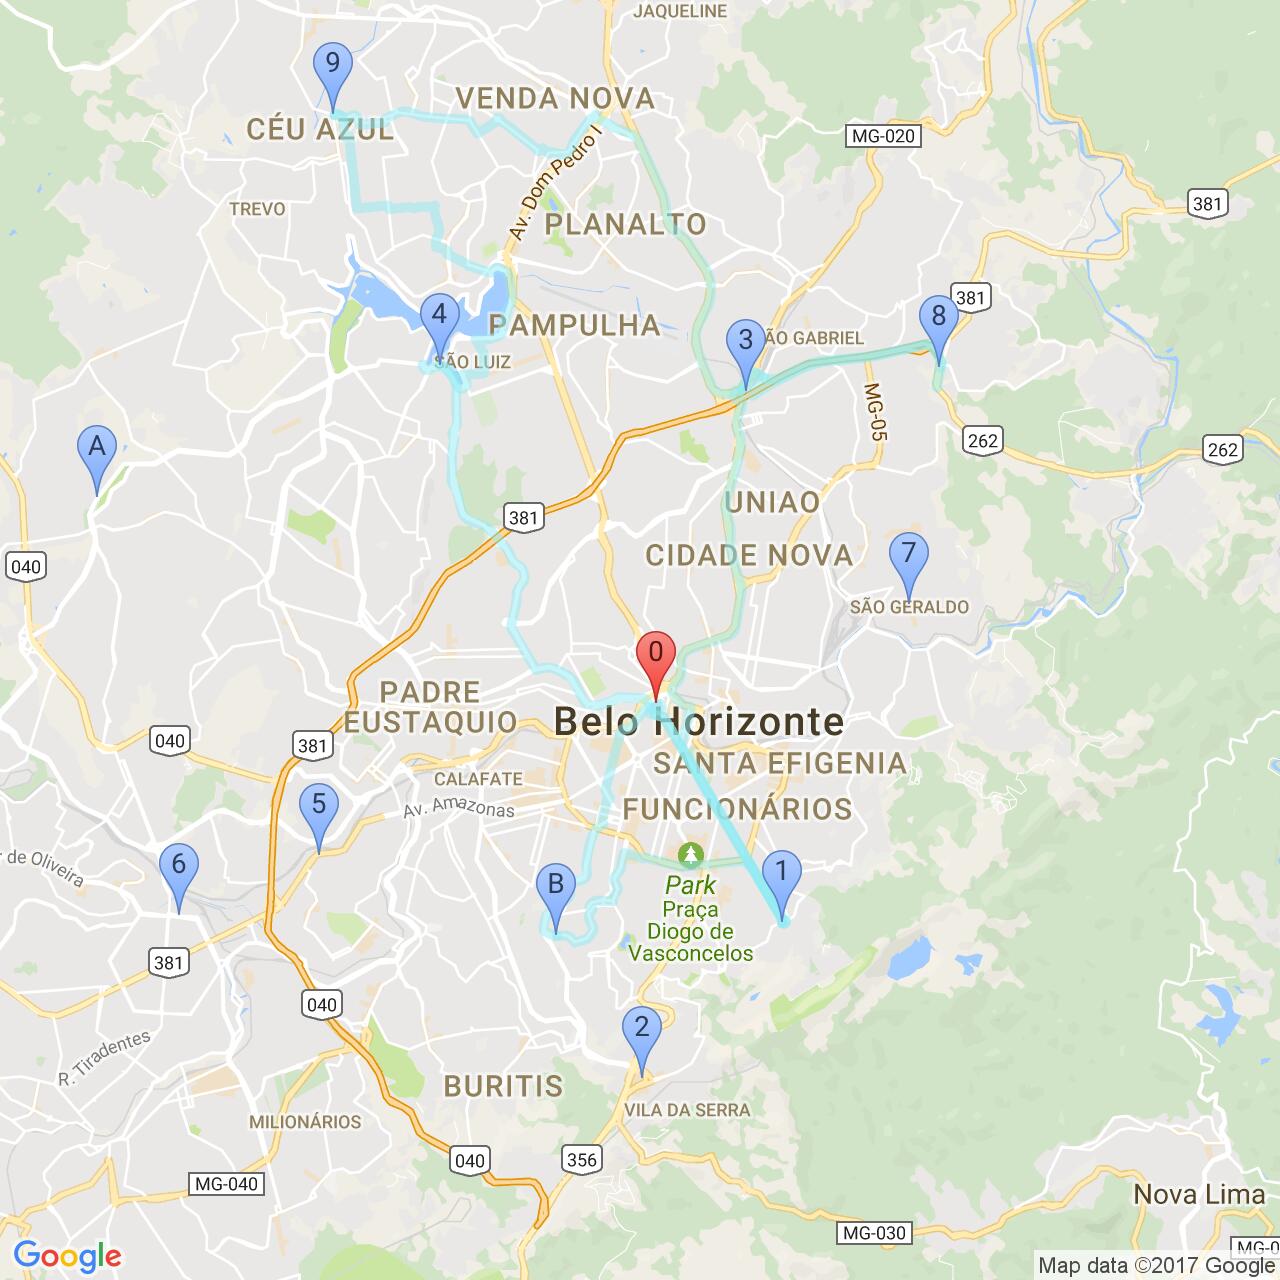 JAQUELINE
9
VENDA NOVA
CÉU AZUL
Av. Dom Pedro I
MG-020
TREVO
381
PLANALTO
381
4
8
PAMPULHA
3
ÃO GABRIEL
SÃO LUIZ
MG-05
A
262
262
UNIAO
381
CIDADE NOVA
7
040
SÃO GERALDO
0
PADRE
EUSTAQUIO
Belo Horizonte
040
381
SANTA EFIGENIA
CALAFATE
5
Av. Amazonas
FUNCIONÁRIOS
r de Oliveira
6
B
1
Park
Praça
Diogo de
Vasconcelos
381
040
2
R. Tiradentes
BURITIS
MILIONÁRIOS
VILA DA SERRA
040
356
MG-040
Nova Lima
MG-030
MG-0
Google
Map data ©2017 Google